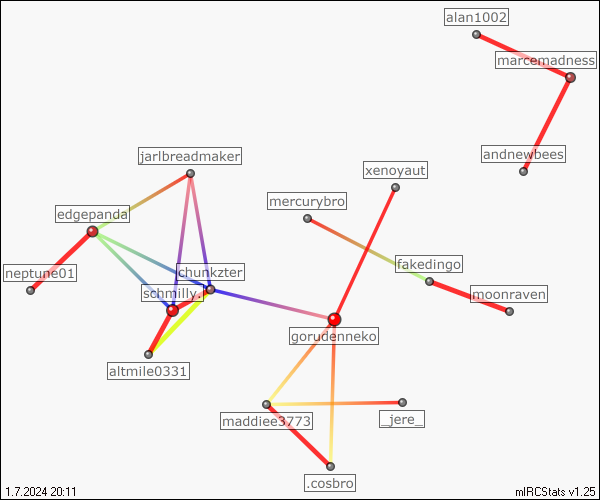 alan1002
marcemadness
andnewbees
jarlbreadmaker
xenoyaut
mercurybro
edgepanda
fakedingo
neptune01
chunkzter
schmilly_
moonraven
gorudenneko
altmile0331
maddiee3773
_jere_
.cosbro
1.7.2024 20:11
mIRCStats v1.25